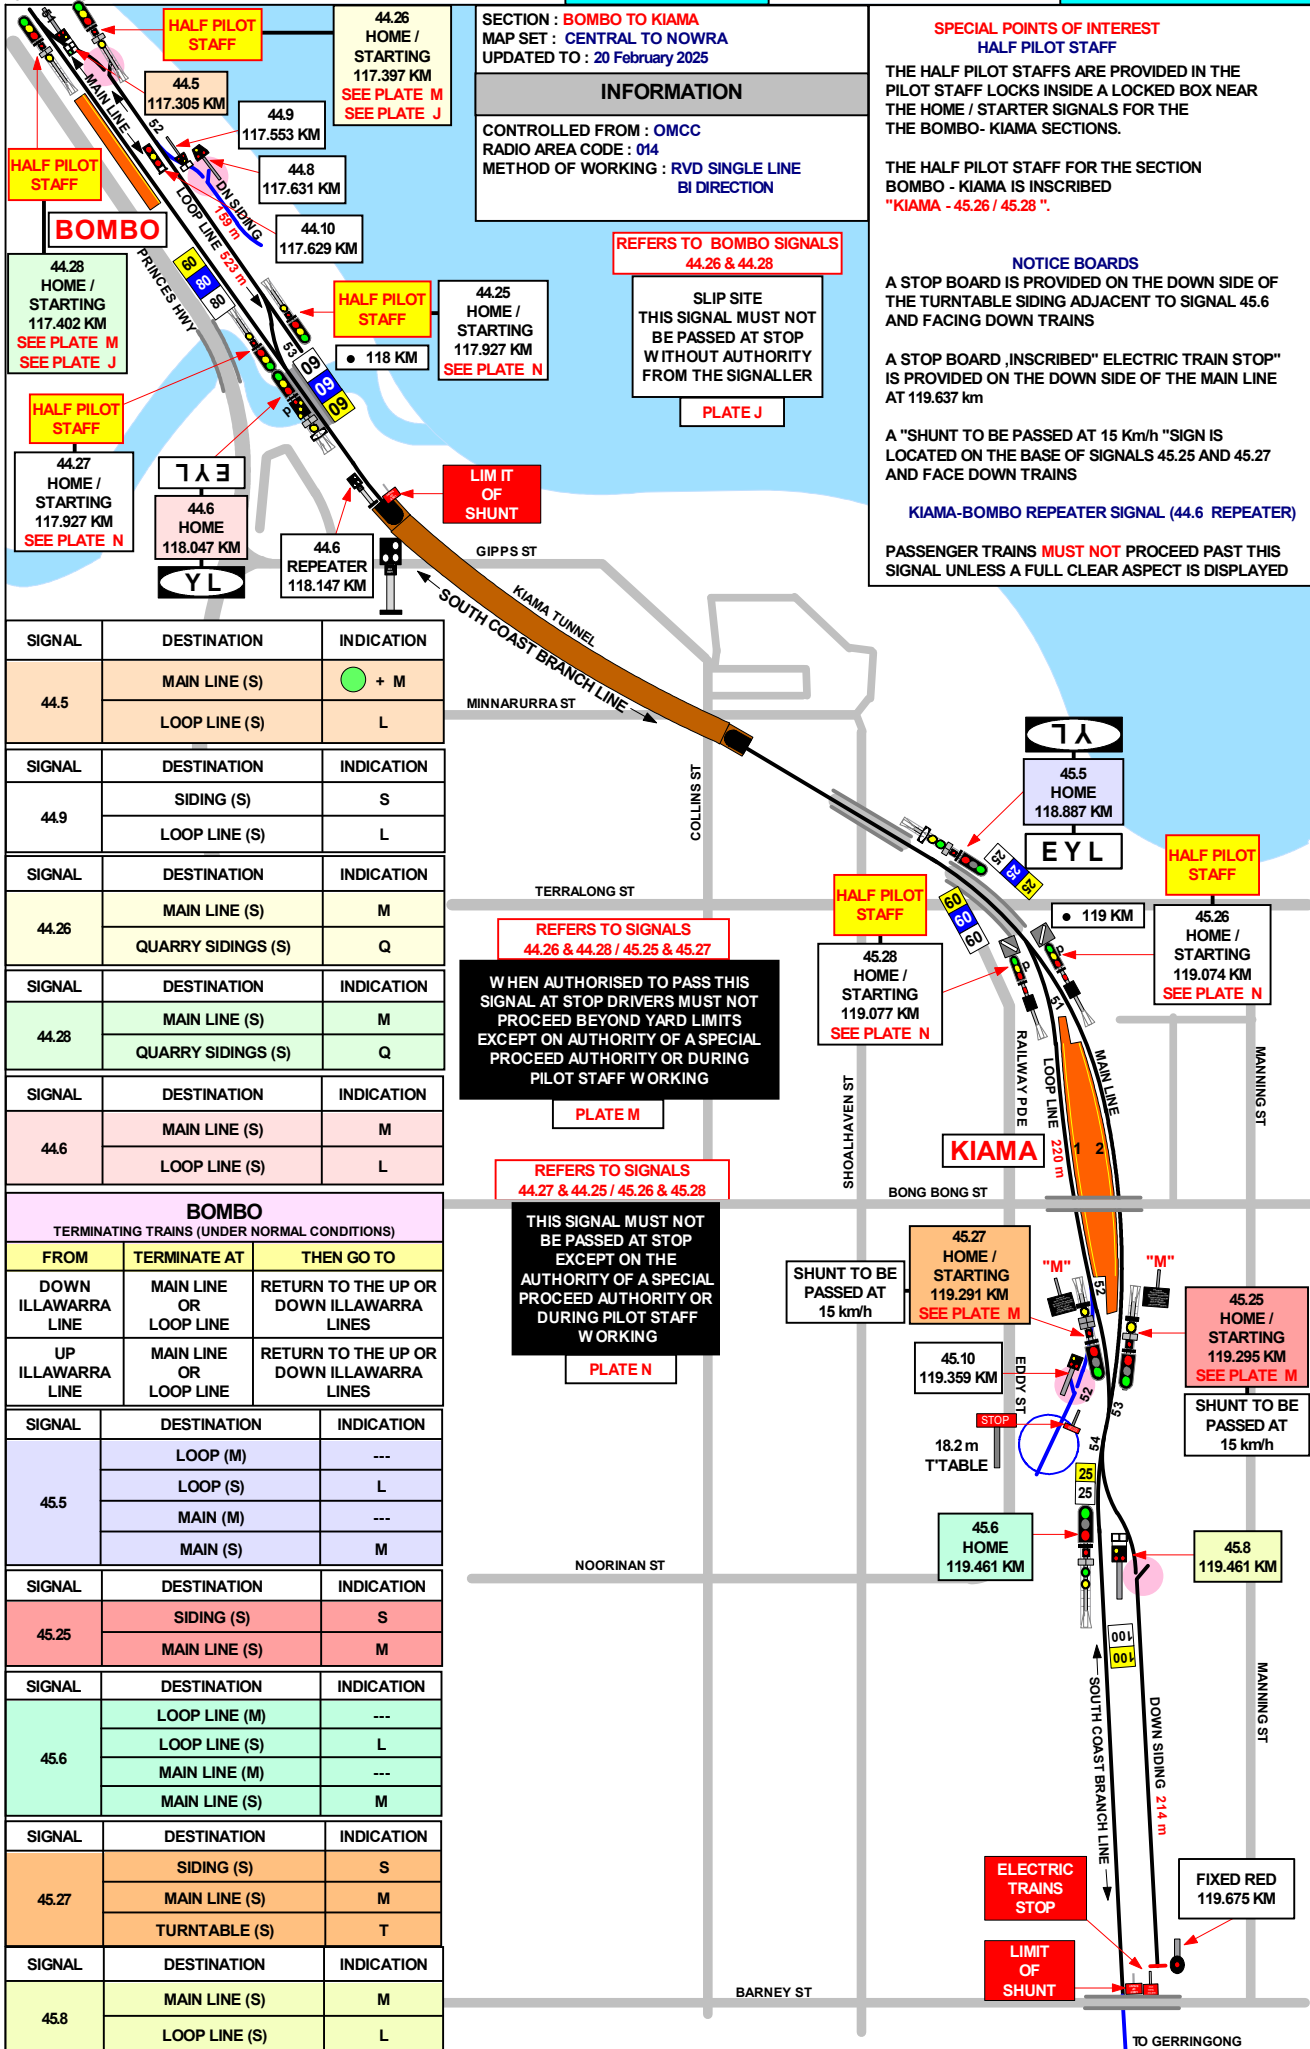 SECTION : BOMBO TO KIAMA
MAP SET : CENTRAL TO NOWRA
UPDATED TO : 20 February 2025
INFORMATION
CONTROLLED FROM : OMCC
RADIO AREA CODE : 014
METHOD OF WORKING : RVD SINGLE LINE
BI DIRECTION
SPECIAL POINTS OF INTEREST
HALF PILOT STAFF
THE HALF PILOT STAFFS ARE PROVIDED IN THE
PILOT STAFF LOCKS INSIDE A LOCKED BOX NEAR
THE HOME / STARTER SIGNALS FOR THE
THE BOMBO- KIAMA SECTIONS.
THE HALF PILOT STAFF FOR THE SECTION
BOMBO - KIAMA IS INSCRIBED
"KIAMA - 45.26 / 45.28 ".
NOTICE BOARDS
A STOP BOARD IS PROVIDED ON THE DOWN SIDE OF
THE TURNTABLE SIDING ADJACENT TO SIGNAL 45.6
AND FACING DOWN TRAINS
A STOP BOARD ,INSCRIBED" ELECTRIC TRAIN STOP"
IS PROVIDED ON THE DOWN SIDE OF THE MAIN LINE
AT 119.637 km
A "SHUNT TO BE PASSED AT 15 Km/h "SIGN IS
LOCATED ON THE BASE OF SIGNALS 45.25 AND 45.27
AND FACE DOWN TRAINS
KIAMA-BOMBO REPEATER SIGNAL (44.6 REPEATER)
PASSENGER TRAINS MUST NOT PROCEED PAST THIS
SIGNAL UNLESS A FULL CLEAR ASPECT IS DISPLAYED
HALF PILOT
STAFF
44.26
HOME /
STARTING
117.397 KM
SEE PLATE M
SEE PLATE J
51
44.5
117.305 KM
MAIN LINE
52
44.9
117.553 KM
44.8
117.631 KM
44.10
117.629 KM
DN SIDING
159 m
LOOP LINE 523 m
HALF PILOT
STAFF
BOMBO
44.28
HOME /
STARTING
117.402 KM
SEE PLATE M
SEE PLATE J
PRINCES HWY
80
80
80
HALF PILOT
STAFF
44.25
HOME /
STARTING
117.927 KM
SEE PLATE N
118 KM
53
60
60
60
P
HALF PILOT
STAFF
44.27
HOME /
STARTING
117.927 KM
SEE PLATE N
EYL
44.6
HOME
118.047 KM
YL
44.6
REPEATER
118.147 KM
LIMIT
OF
SHUNT
REFERS TO BOMBO SIGNALS
44.26 & 44.28
SLIP SITE
THIS SIGNAL MUST NOT
BE PASSED AT STOP
WITHOUT AUTHORITY
FROM THE SIGNALLER
PLATE J
GIPPS ST
KIAMA TUNNEL
SOUTH COAST BRANCH LINE
MINNARURRA ST
COLLINS ST
TERRALONG ST
SHOALHAVEN ST
YL
45.5
HOME
118.887 KM
EYL
25
25
25
60
60
60
119 KM
HALF PILOT
STAFF
45.26
HOME /
STARTING
119.074 KM
SEE PLATE N
HALF PILOT
STAFF
45.28
HOME /
STARTING
119.077 KM
SEE PLATE N
P
P
51
RAILWAY PDE
LOOP LINE 220 m
MAIN LINE
1 2
MANNING ST
KIAMA
BONG BONG ST
REFERS TO SIGNALS
44.26 & 44.28 / 45.25 & 45.27
WHEN AUTHORISED TO PASS THIS
SIGNAL AT STOP DRIVERS MUST NOT
PROCEED BEYOND YARD LIMITS
EXCEPT ON AUTHORITY OF A SPECIAL
PROCEED AUTHORITY OR DURING
PILOT STAFF WORKING
PLATE M
REFERS TO SIGNALS
44.27 & 44.25 / 45.26 & 45.28
THIS SIGNAL MUST NOT
BE PASSED AT STOP
EXCEPT ON THE
AUTHORITY OF A SPECIAL
PROCEED AUTHORITY OR
DURING PILOT STAFF
WORKING
PLATE N
SHUNT TO BE
PASSED AT
15 km/h
45.27
HOME /
STARTING
119.291 KM
SEE PLATE M
"M"
52
"M"
45.25
HOME /
STARTING
119.295 KM
SEE PLATE M
SHUNT TO BE
PASSED AT
15 km/h
45.10
119.359 KM
EDDY ST
52
53
54
STOP
18.2 m
T'TABLE
25
25
45.6
HOME
119.461 KM
45.8
119.461 KM
NOORINAN ST
100
100
SOUTH COAST BRANCH LINE
DOWN SIDING 214 m
MANNING ST
ELECTRIC
TRAINS
STOP
FIXED RED
119.675 KM
LIMIT
OF
SHUNT
BARNEY ST
TO GERRINGONG
SIGNAL DESTINATION INDICATION
44.5
MAIN LINE (S) + M
LOOP LINE (S) L
SIGNAL DESTINATION INDICATION
44.9
SIDING (S) S
LOOP LINE (S) L
SIGNAL DESTINATION INDICATION
44.26
MAIN LINE (S) M
QUARRY SIDINGS (S) Q
SIGNAL DESTINATION INDICATION
44.28
MAIN LINE (S) M
QUARRY SIDINGS (S) Q
SIGNAL DESTINATION INDICATION
44.6
MAIN LINE (S) M
LOOP LINE (S) L
BOMBO
TERMINATING TRAINS (UNDER NORMAL CONDITIONS)
FROM TERMINATE AT THEN GO TO
DOWN MAIN LINE RETURN TO THE UP OR
ILLAWARRA OR DOWN ILLAWARRA
LINE LOOP LINE LINES
UP MAIN LINE RETURN TO THE UP OR
ILLAWARRA OR DOWN ILLAWARRA
LINE LOOP LINE LINES
SIGNAL DESTINATION INDICATION
45.5
LOOP (M) ---
LOOP (S) L
MAIN (M) ---
MAIN (S) M
SIGNAL DESTINATION INDICATION
45.25
SIDING (S) S
MAIN LINE (S) M
SIGNAL DESTINATION INDICATION
45.6
LOOP LINE (M) ---
LOOP LINE (S) L
MAIN LINE (M) ---
MAIN LINE (S) M
SIGNAL DESTINATION INDICATION
45.27
SIDING (S) S
MAIN LINE (S) M
TURNTABLE (S) T
SIGNAL DESTINATION INDICATION
45.8
MAIN LINE (S) M
LOOP LINE (S) L